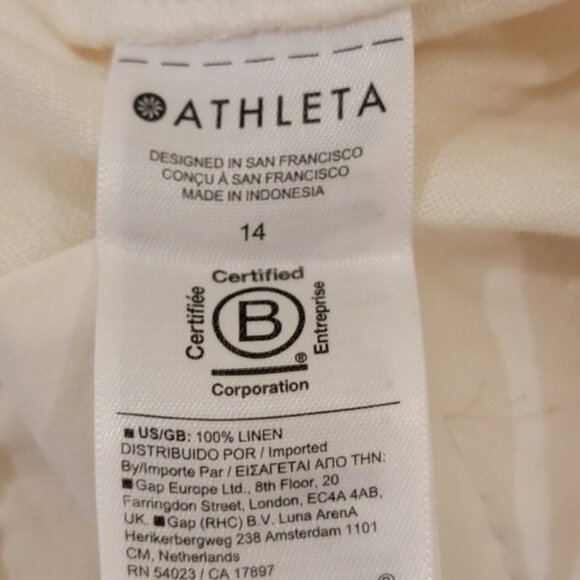 ATHLETA
DESIGNED IN SAN FRANCISCO
CONÇU À SAN FRANCISCO
MADE IN INDONESIA
14
Certified
Certifiée
B
Entreprise
®
Corporation
US/GB: 100% LINEN
DISTRIBUIDO POR / Imported
By/Importe Par / ΕΙΣΑΓΕΤΑΙ ΑΠΟ ΤΗΝ:
Gap Europe Ltd., 8th Floor, 20
Farringdon Street, London, EC4A 4AB,
UK. Gap (RHC) B.V. Luna ArenA
Herikerbergweg 238 Amsterdam 1101
CM, Netherlands
RN 54023 / CA 17897
®